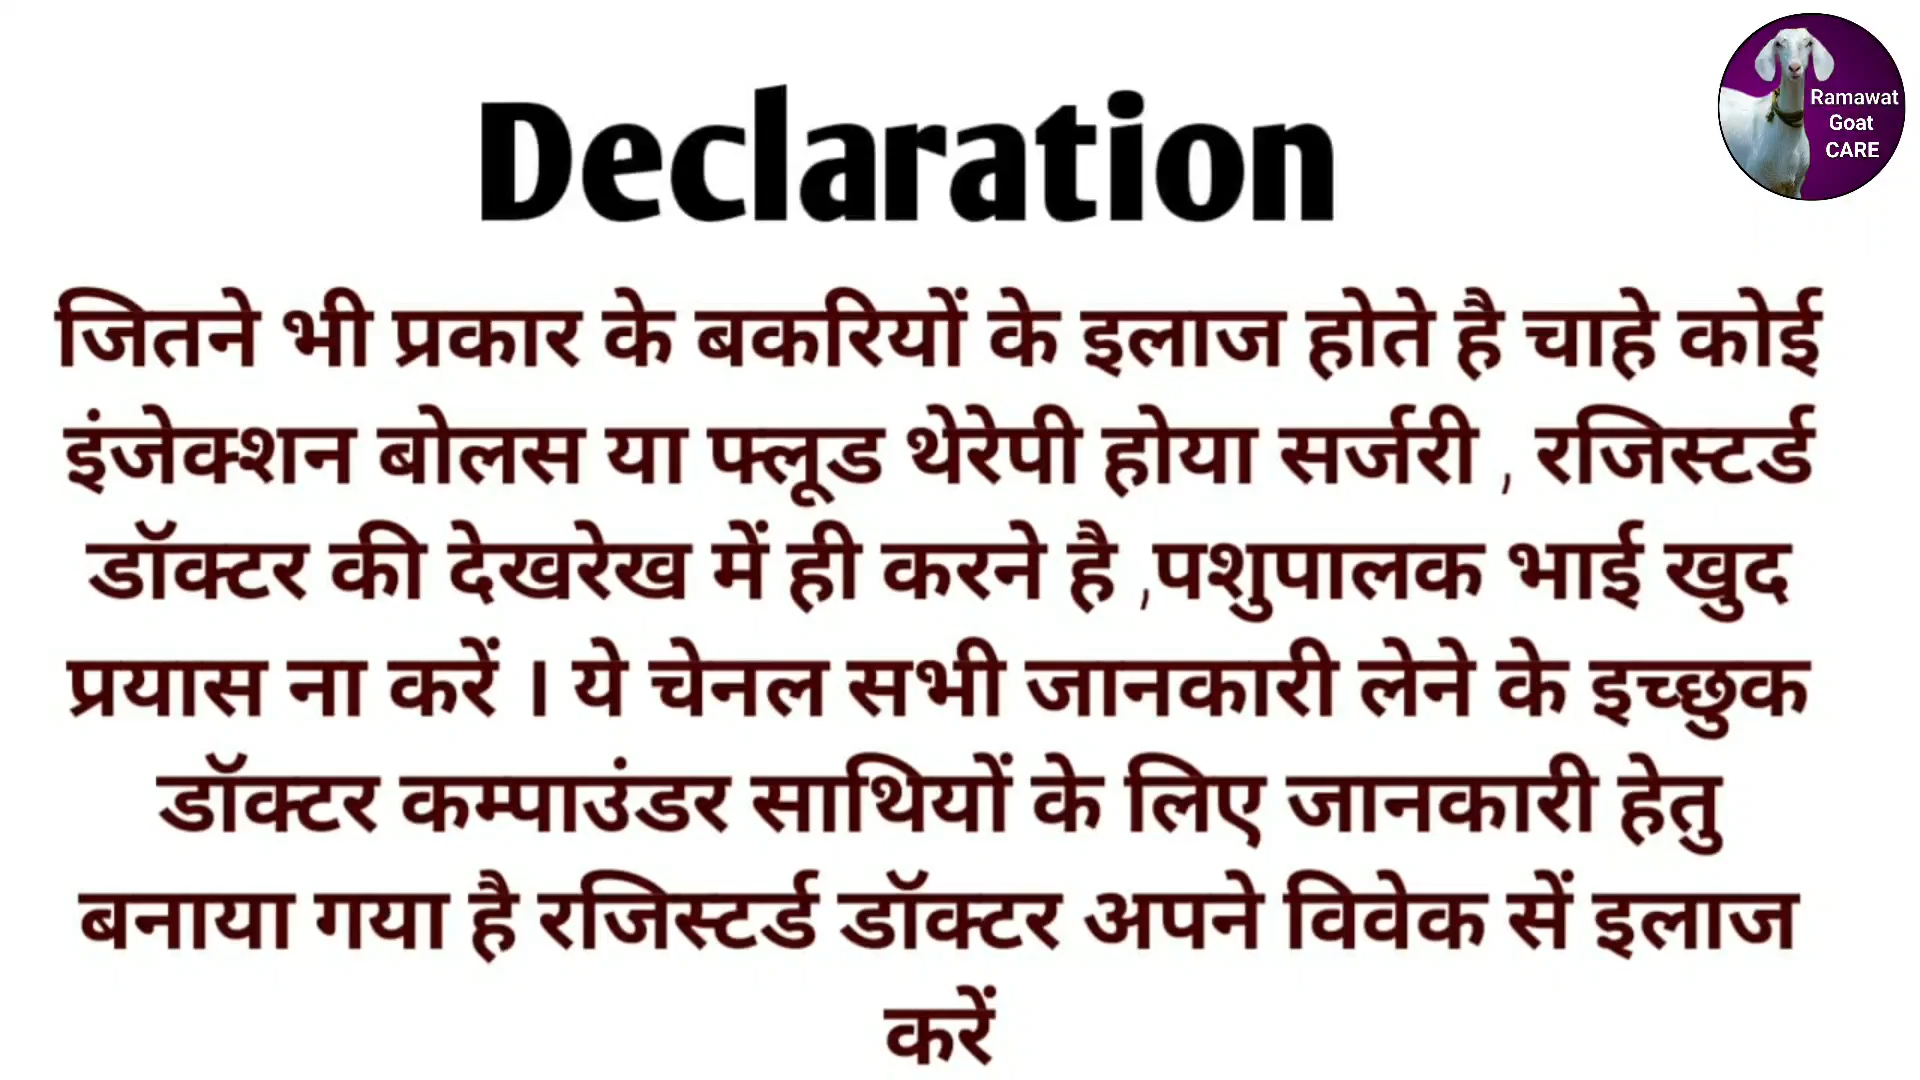 Ramawat
Goat
CARE
Declaration
जितने भी प्रकार के बकरियों के इलाज होते है चाहे कोई
इंजेक्शन बोलस या फ्लूड थेरेपी होया सर्जरी , रजिस्टर्ड
डॉक्टर की देखरेख में ही करने है ,पशुपालक भाई खुद
प्रयास ना करें । ये चेनल सभी जानकारी लेने के इच्छुक
डॉक्टर कम्पाउंडर साथियों के लिए जानकारी हेतु
बनाया गया है रजिस्टर्ड डॉक्टर अपने विवेक सें इलाज
करें